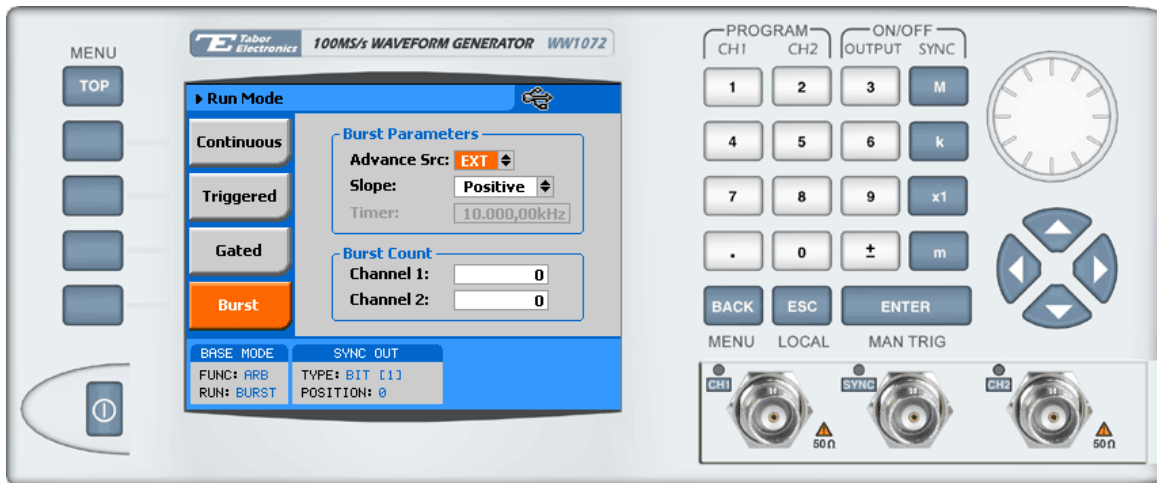 MENU
TOP
Tabor Electronics 100MS/s WAVEFORM GENERATOR WW1072
Run Mode
Continuous
Triggered
Gated
Burst
Burst Parameters
Advance Src: EXT
Slope: Positive
Timer: 10.000,00kHz
Burst Count
Channel 1: 0
Channel 2: 0
BASE MODE
FUNC: ARB
RUN: BURST
SYNC OUT
TYPE: BIT [1]
POSITION: 0
PROGRAM
CH1 CH2
ON/OFF
OUTPUT SYNC
1 2 3 M
4 5 6 k
7 8 9 x1
. 0 ± m
BACK ESC ENTER
MENU LOCAL MAN TRIG
CH1 SYNC CH2
50Ω 50Ω